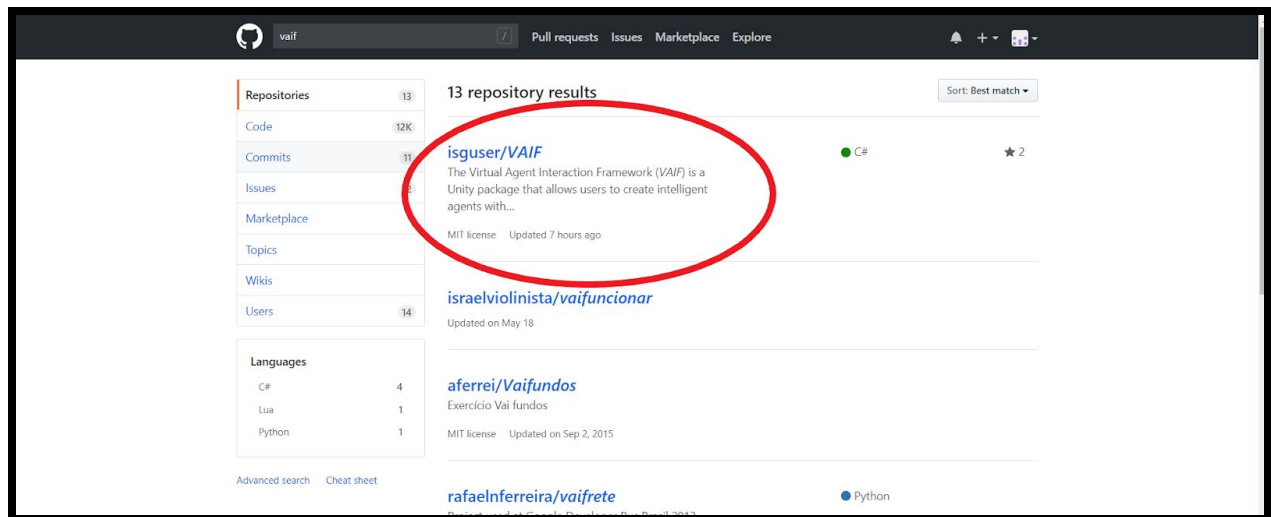 vaif
/
Pull requests Issues Marketplace Explore
Repositories 13
Code 12K
Commits 11
Issues
Marketplace
Topics
Wikis
Users 14
Languages
C# 4
Lua 1
Python 1
Advanced search Cheat sheet
13 repository results
Sort: Best match
isguser/VAIF
C#
2
The Virtual Agent Interaction Framework (VAIF) is a
Unity package that allows users to create intelligent
agents with...
MIT license Updated 7 hours ago
israelviolinista/vaifuncionar
Updated on May 18
aferrei/Vaifundos
Exercício Vai fundos
MIT license Updated on Sep 2, 2015
rafaelnferreira/vaifrete
Python